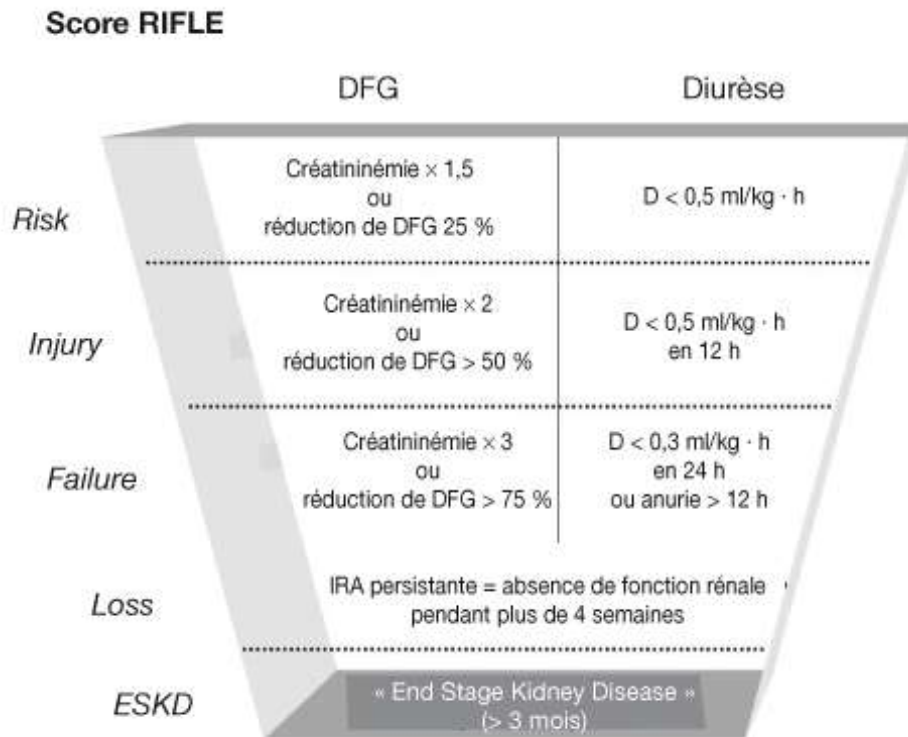 Score RIFLE
DFG
Diurèse
Risk
Créatininémie × 1,5
ou
réduction de DFG 25 %
D < 0,5 ml/kg · h
Injury
Créatininémie × 2
ou
réduction de DFG > 50 %
D < 0,5 ml/kg · h
en 12 h
Failure
Créatininémie × 3
ou
réduction de DFG > 75 %
D < 0,3 ml/kg · h
en 24 h
ou anurie > 12 h
Loss
IRA persistante = absence de fonction rénale
pendant plus de 4 semaines
ESKD
« End Stage Kidney Disease »
(> 3 mois)